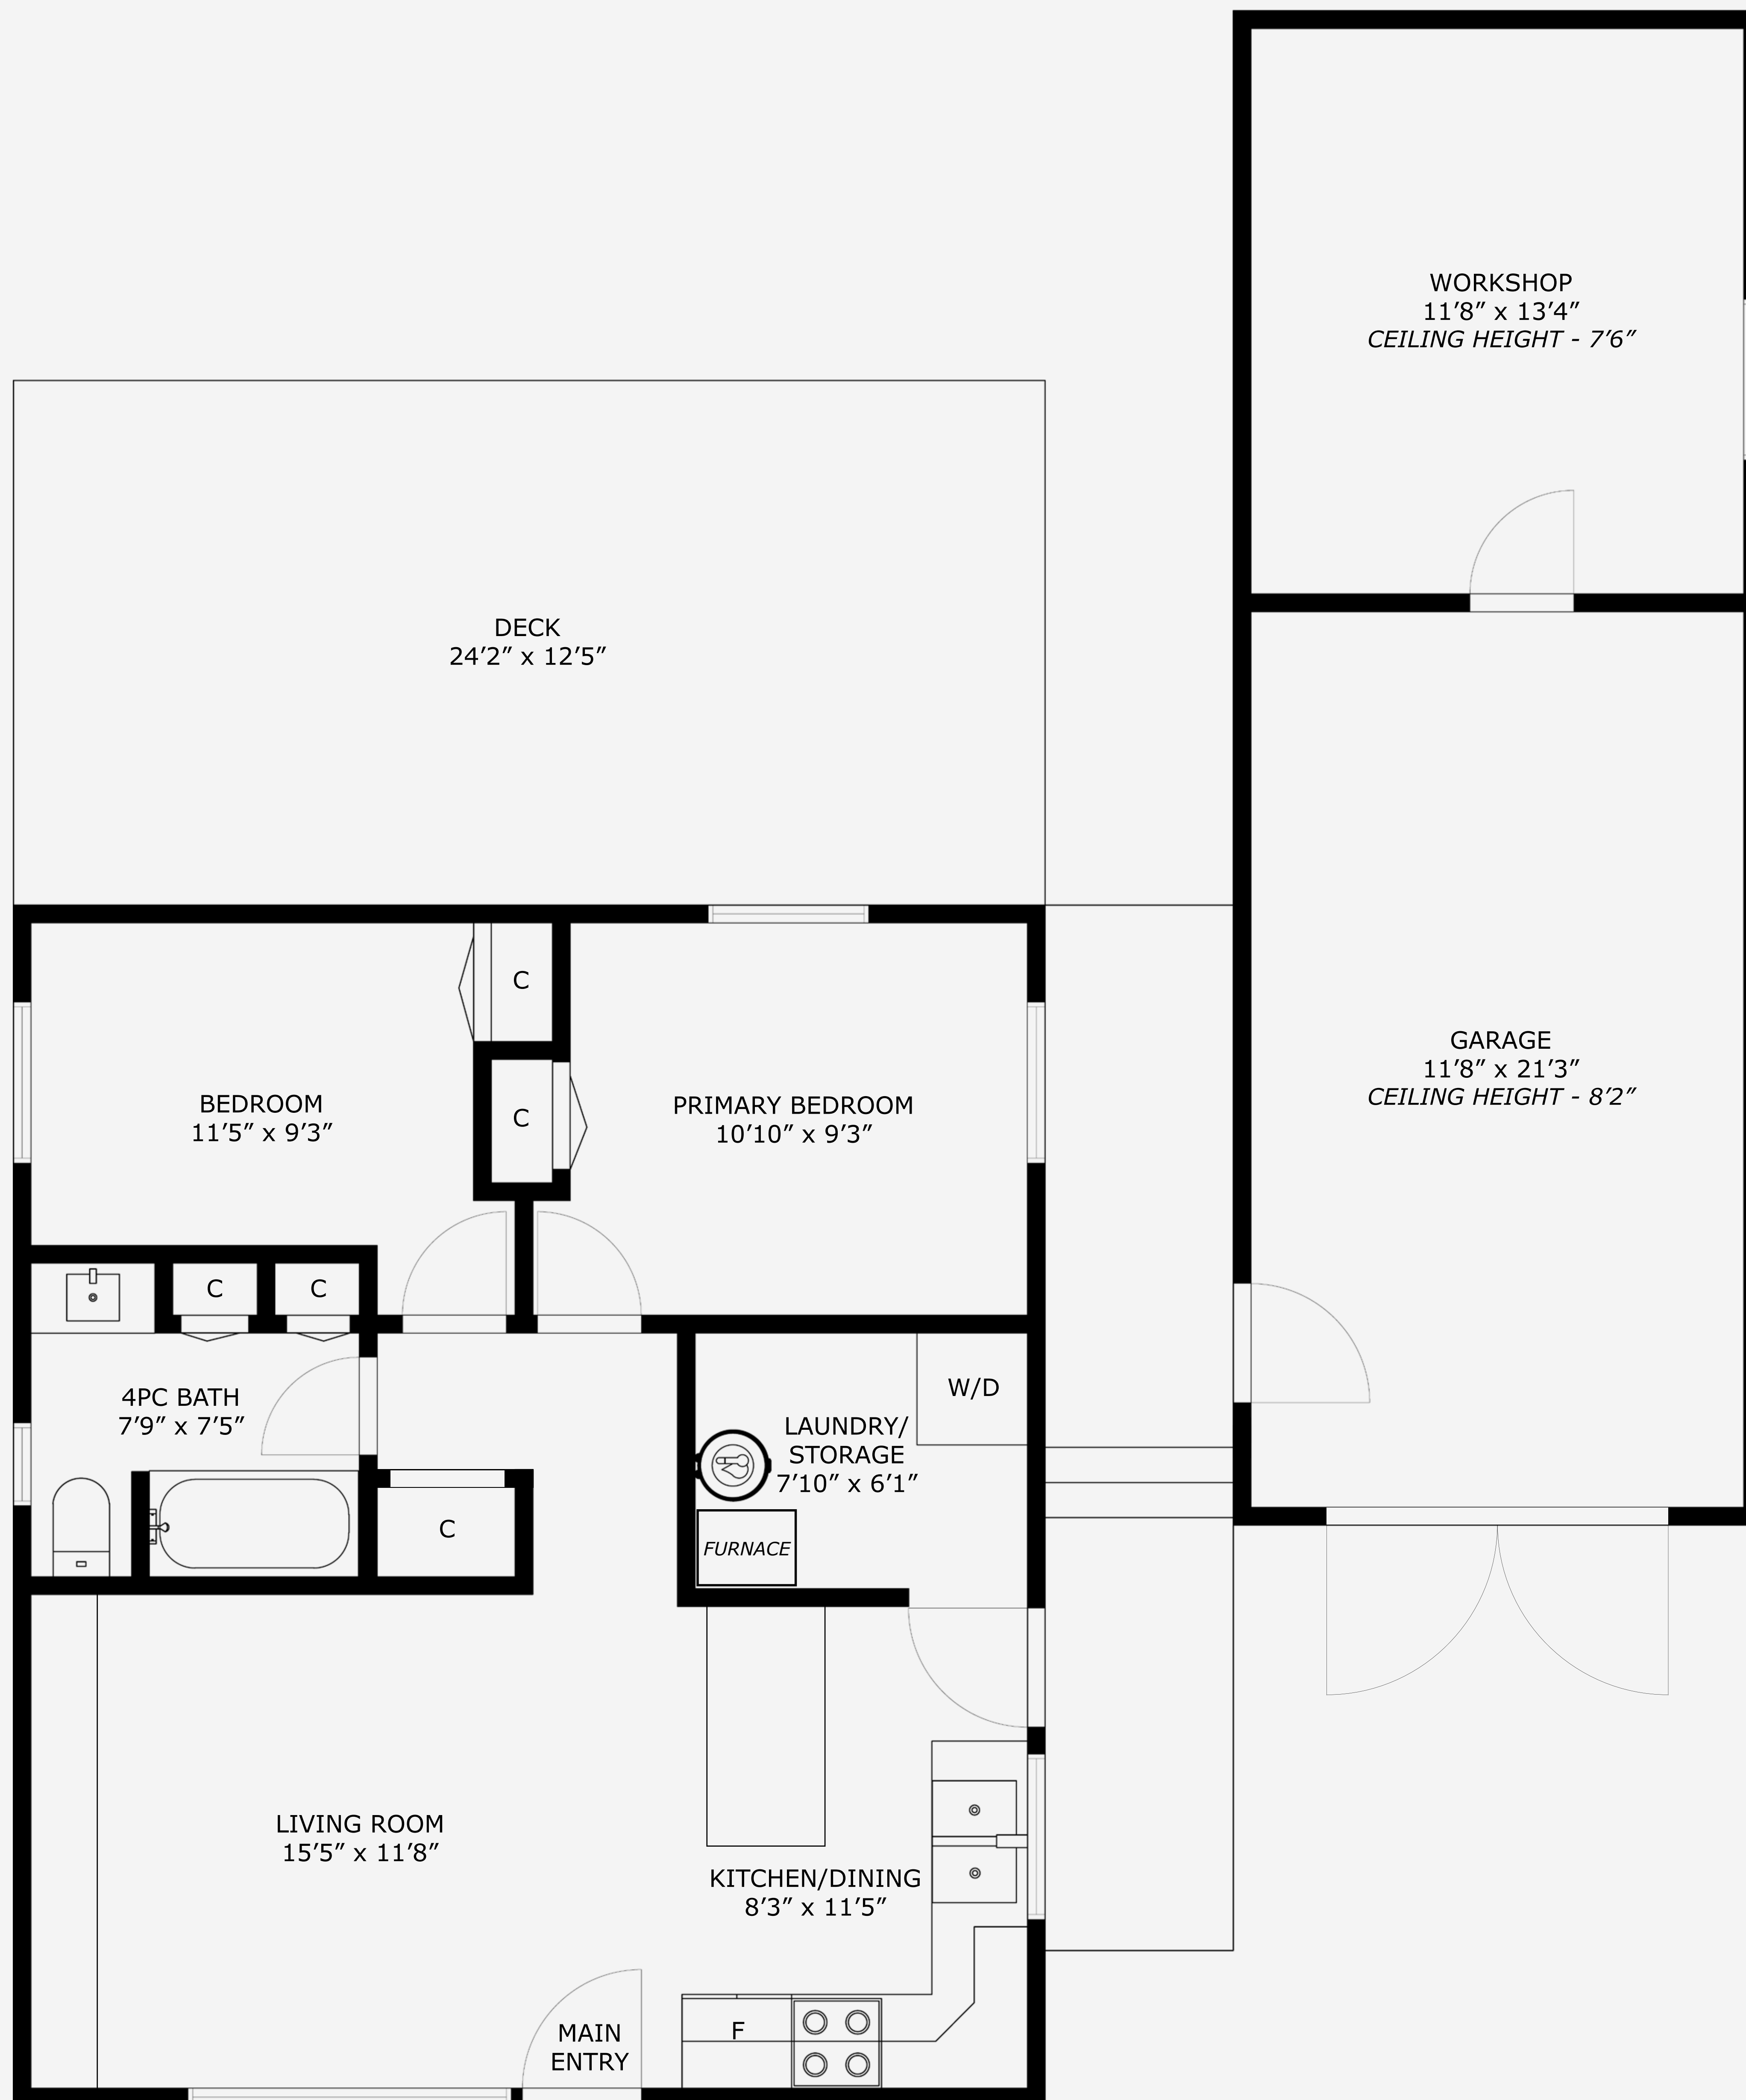 WORKSHOP
11’8” x 13’4”
CEILING HEIGHT - 7’6”
DECK
24’2” x 12’5”
C
BEDROOM
11’5” x 9’3”
C
PRIMARY BEDROOM
10’10” x 9’3”
GARAGE
11’8” x 21’3”
CEILING HEIGHT - 8’2”
C
C
4PC BATH
7’9” x 7’5”
W/D
LAUNDRY/
STORAGE
7’10” x 6’1”
C
FURNACE
LIVING ROOM
15’5” x 11’8”
KITCHEN/DINING
8’3” x 11’5”
MAIN
ENTRY
F